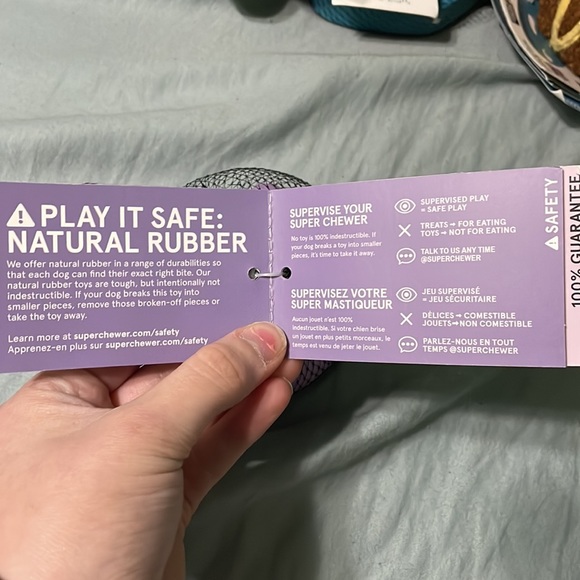 PLAY IT SAFE:
NATURAL RUBBER
We offer natural rubber in a range of durabilities so
that each dog can find their exact right bite. Our
natural rubber toys are tough, but intentionally not
indestructible. If your dog breaks this toy into
smaller pieces, remove those broken-off pieces or
take the toy away.
Learn more at superchewer.com/safety
Apprenez-en plus sur superchewer.com/safety
SUPERVISE YOUR
SUPER CHEWER
No toy is 100% indestructible. If
your dog breaks a toy into smaller
pieces, it's time to take it away.
SUPERVISED PLAY
= SAFE PLAY
TREATS → FOR EATING
TOYS → NOT FOR EATING
TALK TO US ANY TIME
@SUPERCHEWER
SUPERVISEZ VOTRE
SUPER MASTIQUEUR
Aucun jouet n'est 100%
indestructible. Si votre chien brise
un jouet en plus petits morceaux, le
temps est venu de jeter le jouet.
JEU SUPERVISÉ
= JEU SÉCURITAIRE
DÉLICES → COMESTIBLE
JOUETS → NON COMESTIBLE
PARLEZ-NOUS EN TOUT
TEMPS @SUPERCHEWER
SAFETY
100% GUARANTEE